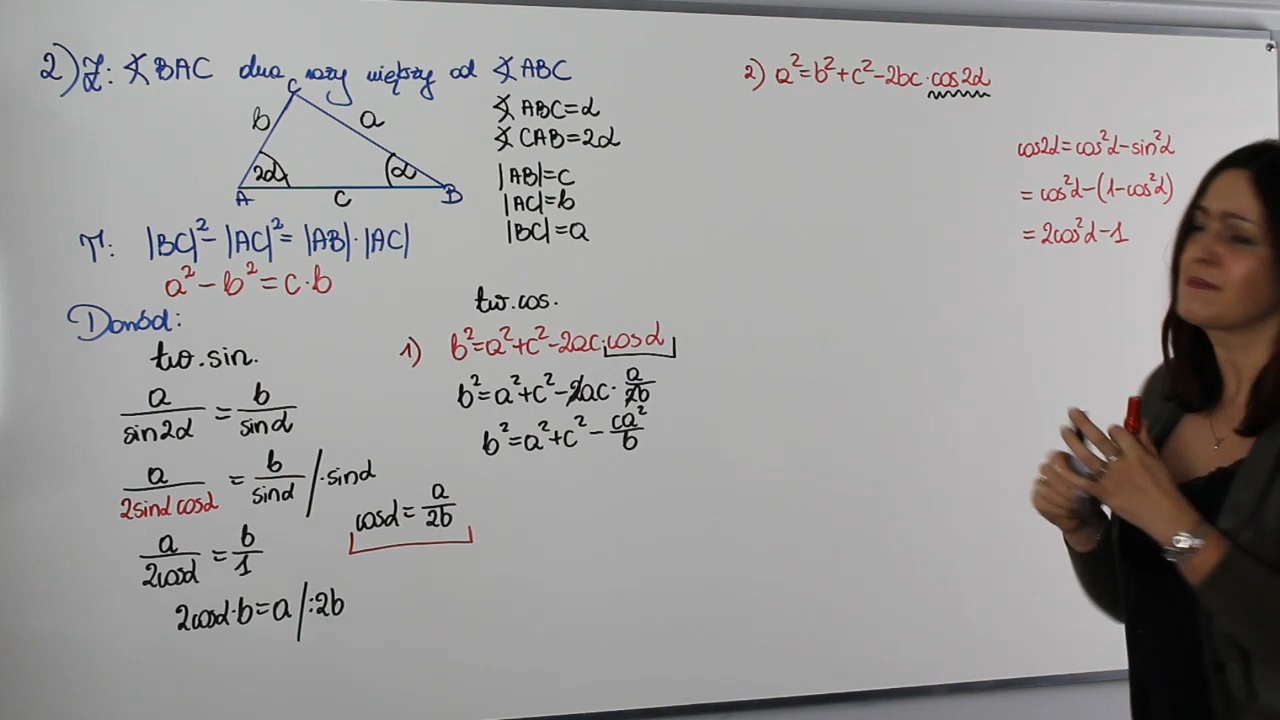 2) Z: ∢BAC dwa razy większy od ∢ABC
C
b
a
2α
α
A
c
B
∢ABC=α
∢CAB=2α
|AB|=c
|AC|=b
|BC|=a
T: |BC|²-|AC|²=|AB|·|AC|
a²-b²=c·b
Dowód:
tw.sin.
a/sin2α = b/sinα
a/2sinα cosα = b/sinα /·sinα
a/2cosα = b/1
2cosα·b=a /:2b
cosα= a/2b
tw.cos.
1) b²=a²+c²-2ac·cosα
b²=a²+c²-2ac· a/2b
b²=a²+c²- ca²/b
2) a²=b²+c²-2bc·cos2α
cos2α=cos²α-sin²α
=cos²α-(1-cos²α)
=2cos²α-1